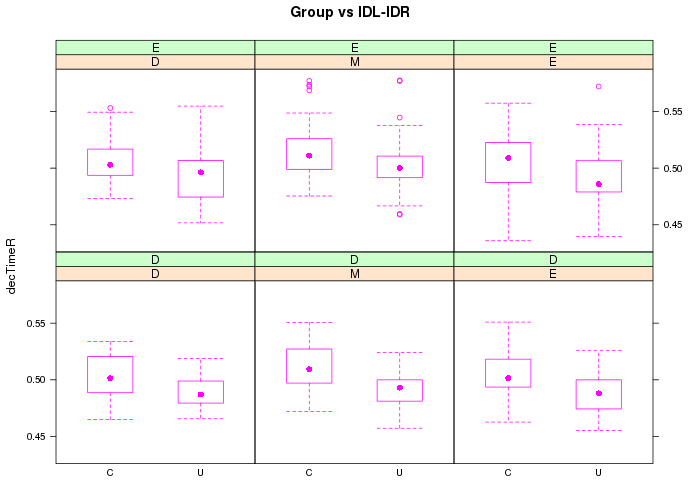 Group vs IDL-IDR
E E E
D M E
0.55
0.50
0.45
decTimeR
D D D
D M E
0.55
0.50
0.45
C U C U C U